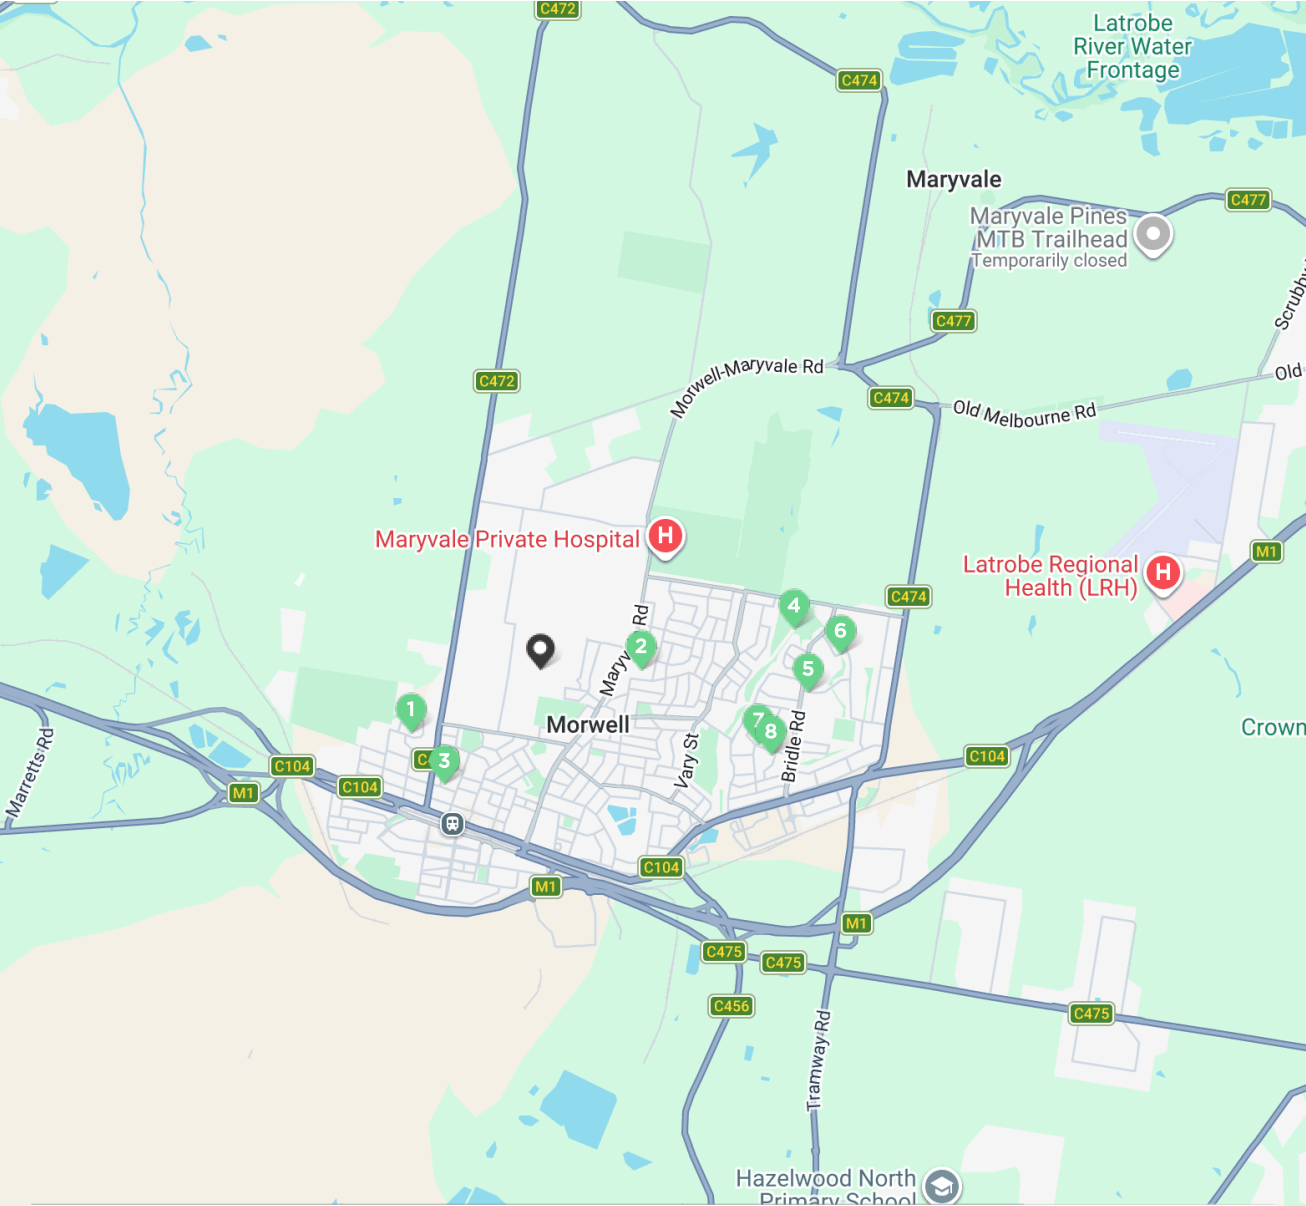 C472
Latrobe
River Water
Frontage
C474
Maryvale
C477
Maryvale Pines
MTB Trailhead
Temporarily closed
C477
Morwell-Maryvale Rd
C472
C474
Old Melbourne Rd
Old
Maryvale Private Hospital
H
M1
Latrobe Regional
Health (LRH)
H
C474
4
6
2
5
1
7
8
Morwell
Vary St
Bridle Rd
Crown
Marretts Rd
3
C104
C104
C104
M1
C104
M1
M1
C475
C475
C456
C475
Tramway Rd
Hazelwood North
Primary School